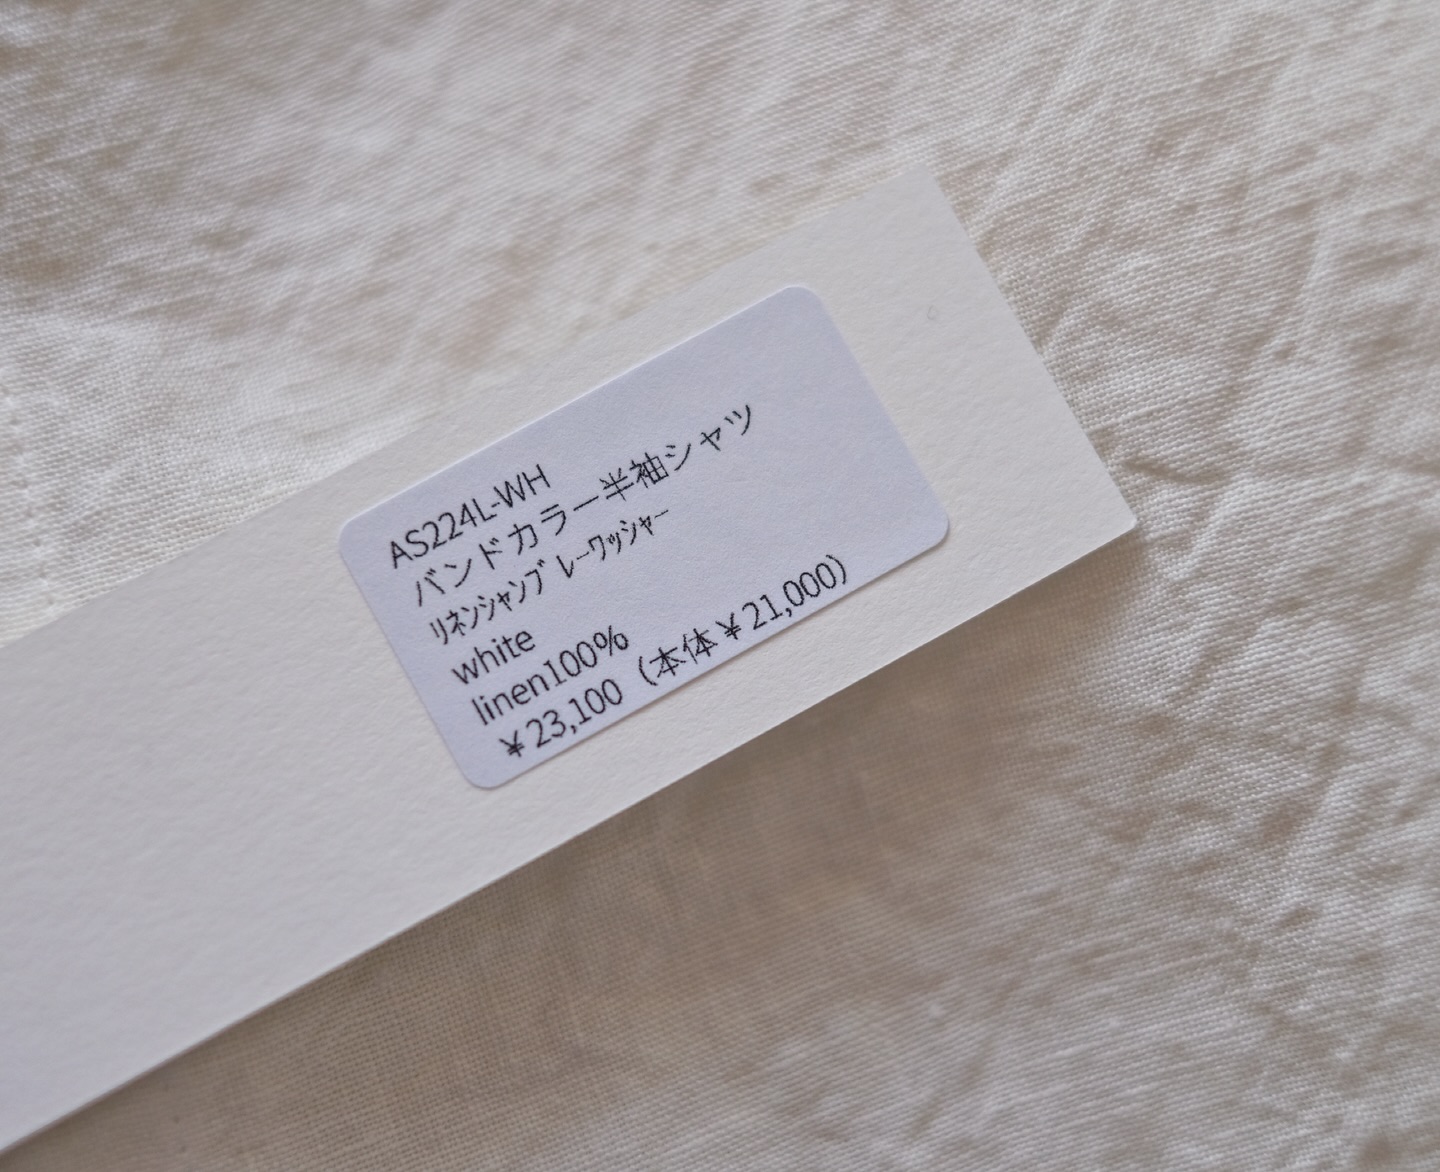 AS224L-WH
バンドカラー半袖シャツ
ﾘﾈﾝｼｬﾝﾌﾞﾚｰﾜｯｼｬｰ
white
linen100%
￥23,100（本体￥21,000）